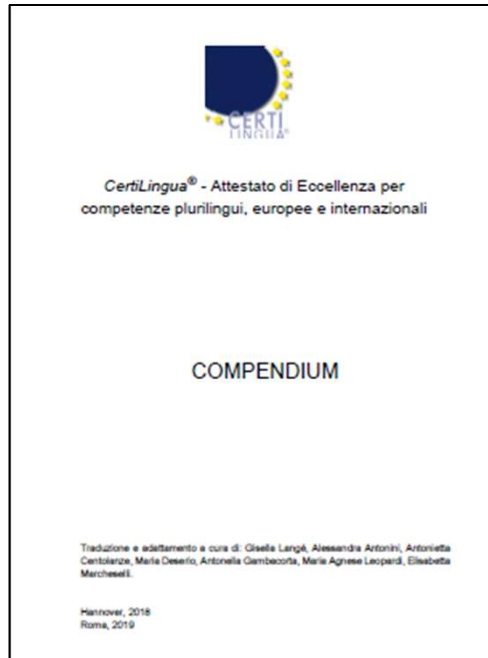 CERTI
LINGUA®
CertiLingua® - Attestato di Eccellenza per
competenze plurilingui, europee e internazionali
COMPENDIUM
Traduzione e adattamento a cura di: Gisella Langé, Alessandra Antonini, Antonietta
Centolanze, Maria Deserio, Antonella Gambacorta, Maria Agnese Leopardi, Elisabetta
Marcheselli.
Hannover, 2018
Roma, 2019